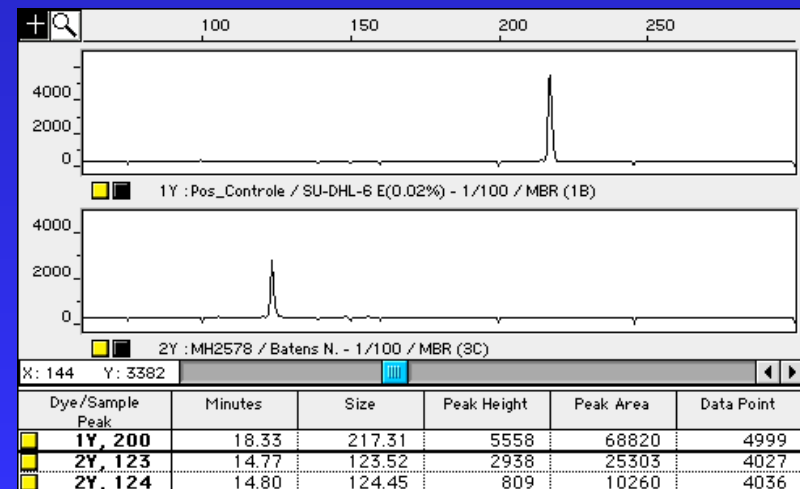 100 150 200 250
4000
2000
0
1Y :Pos_Controle / SU-DHL-6 E(0.02%) - 1/100 / MBR (1B)
4000
2000
0
2Y :MH2578 / Batens N. - 1/100 / MBR (3C)
X: 144 Y: 3382
Dye/Sample Peak Minutes Size Peak Height Peak Area Data Point
1Y, 200 18.33 217.31 5558 68820 4999
2Y, 123 14.77 123.52 2938 25303 4027
2Y, 124 14.80 124.45 809 10260 4036